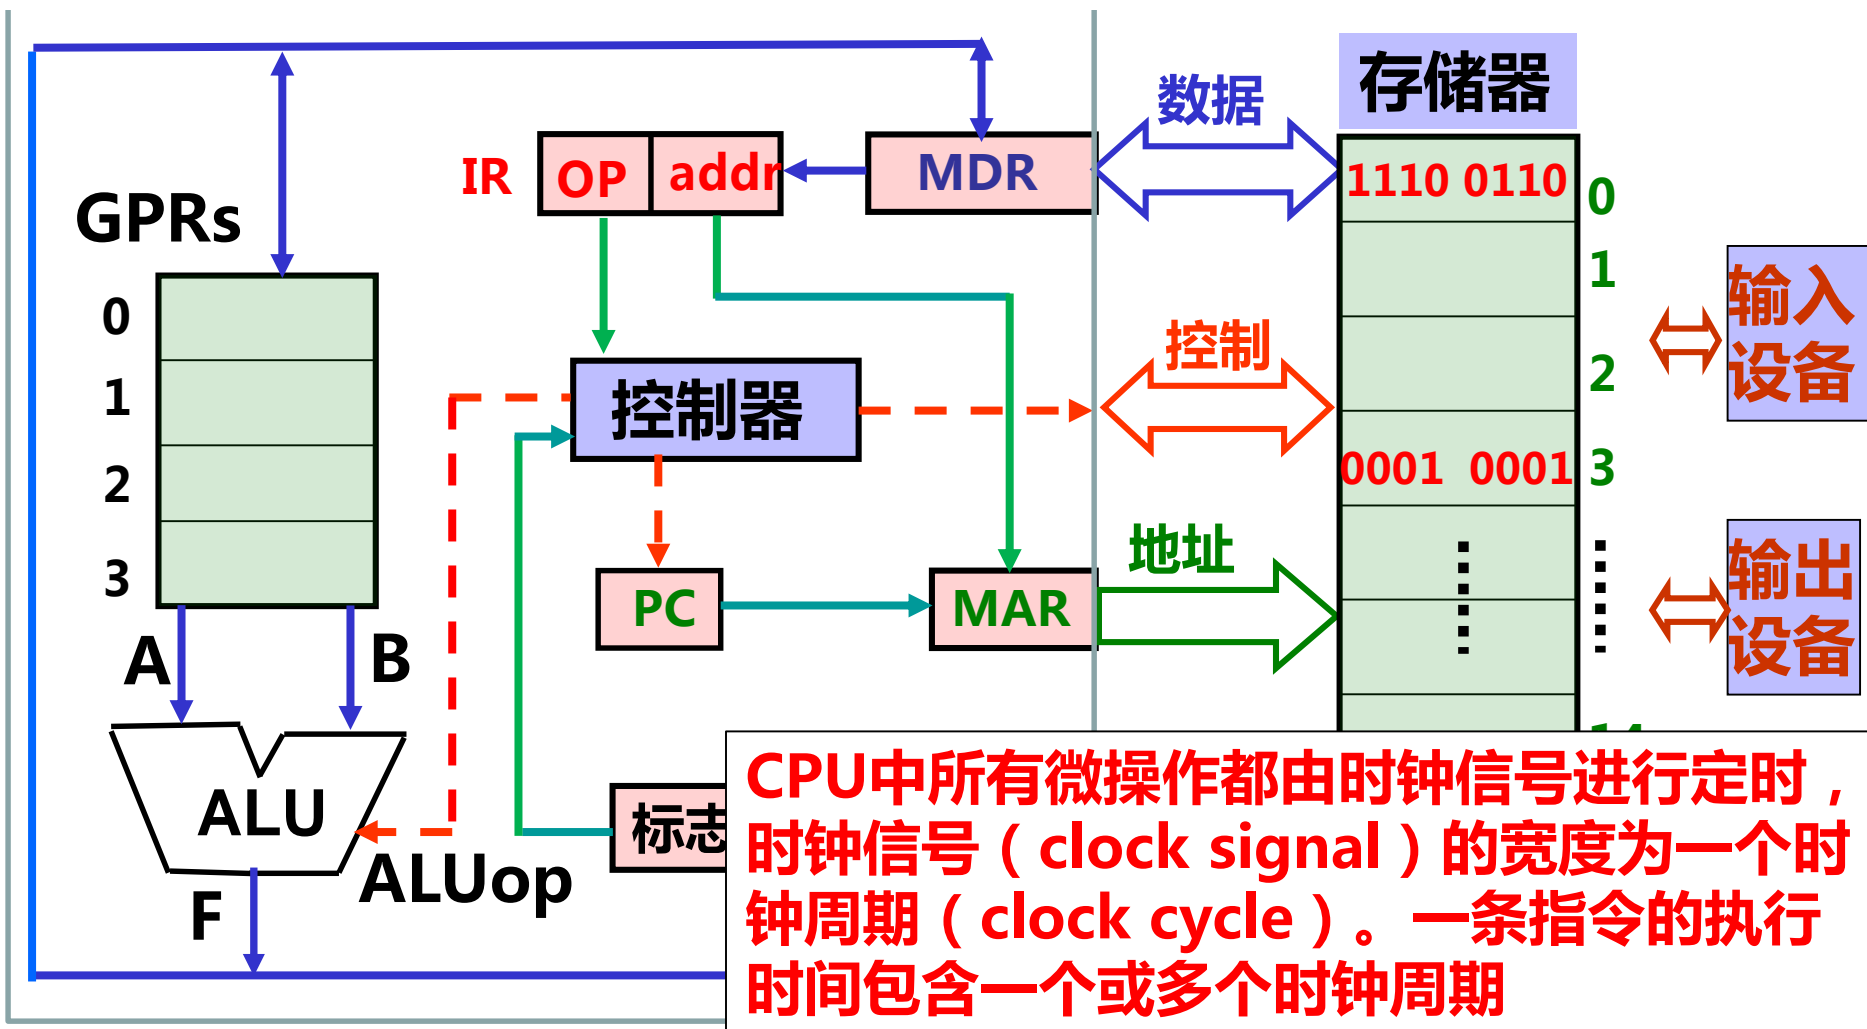 数据
存储器
IR
OP
addr
MDR
1110 0110
0
GPRs
1
输入
设备
0
控制
2
1
控制器
0001 0001
3
2
地址
输出
设备
3
PC
MAR
A
B
ALU
标志
ALUop
F
CPU中所有微操作都由时钟信号进行定时，
时钟信号（clock signal）的宽度为一个时
钟周期（clock cycle）。一条指令的执行
时间包含一个或多个时钟周期